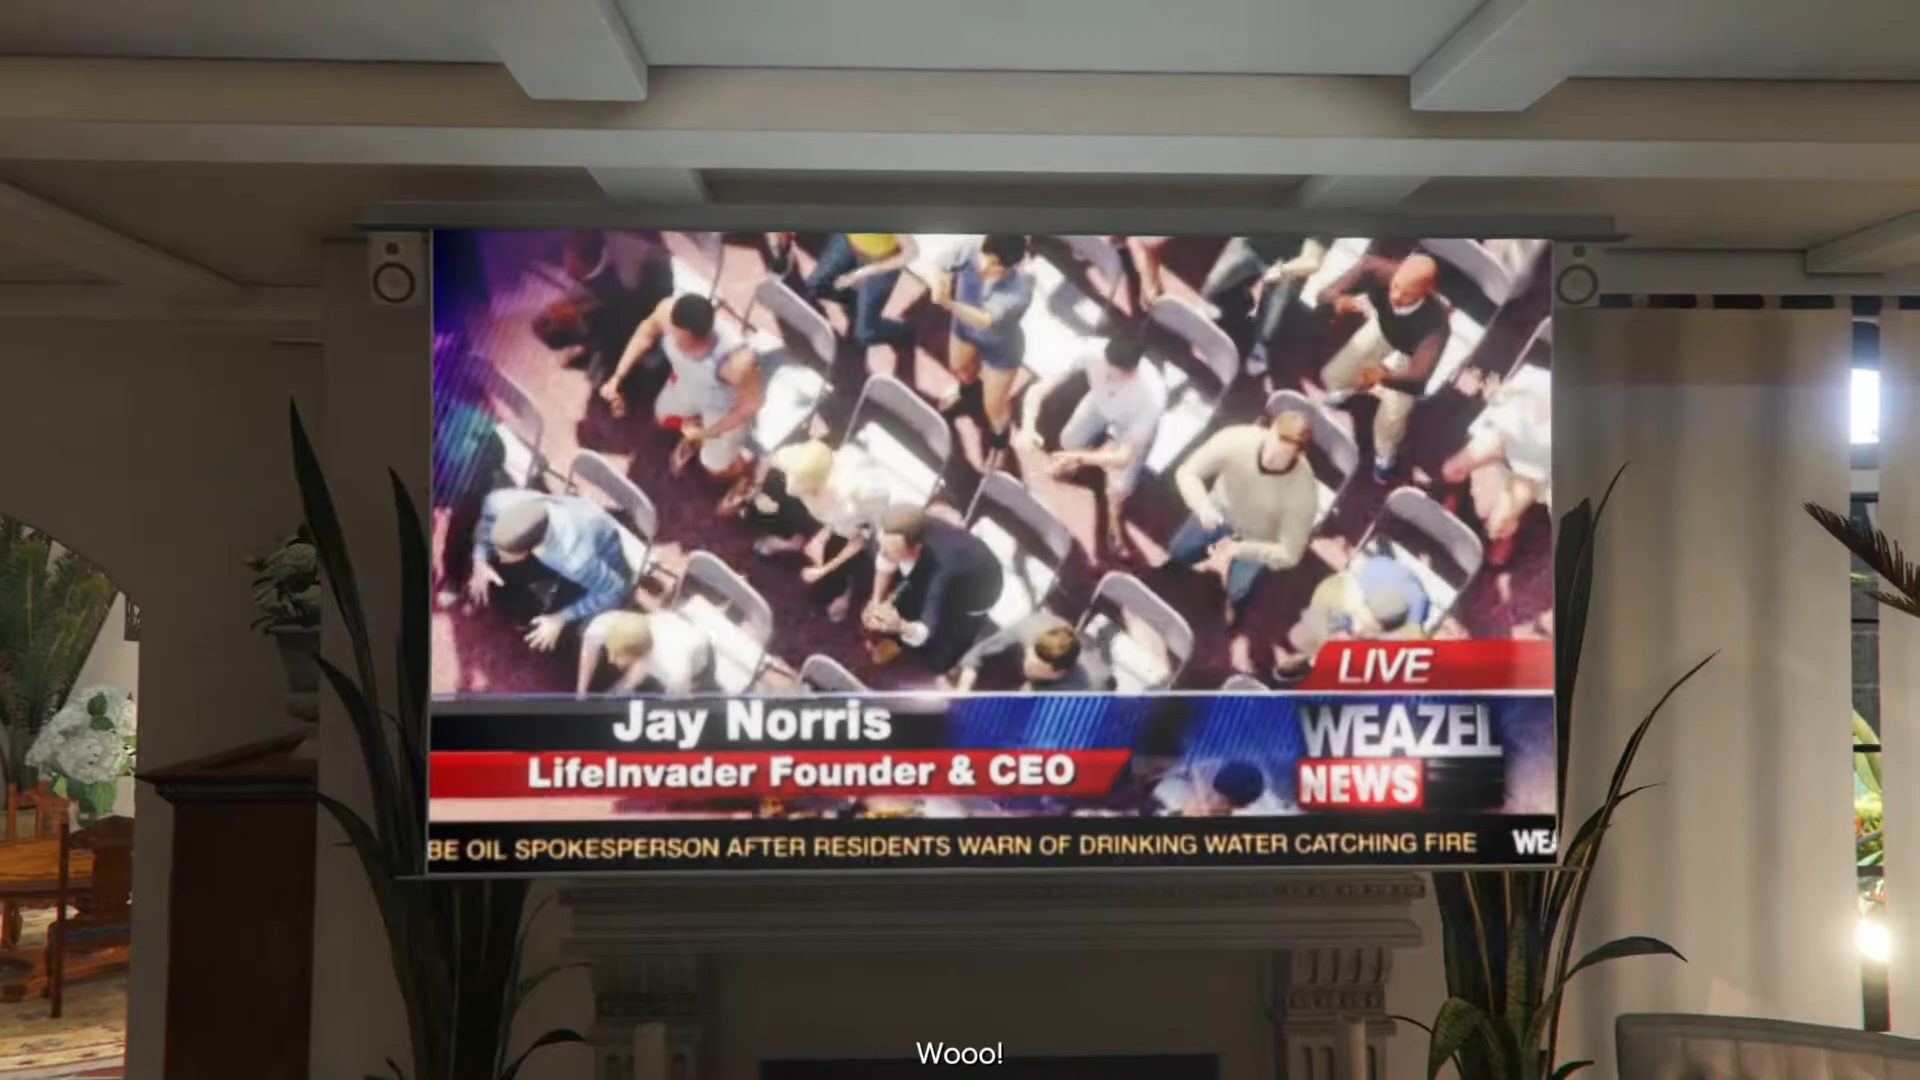 LIVE
Jay Norris
LifeInvader Founder & CEO
WEAZEL
NEWS
BE OIL SPOKESPERSON AFTER RESIDENTS WARN OF DRINKING WATER CATCHING FIRE WEA
Wooo!